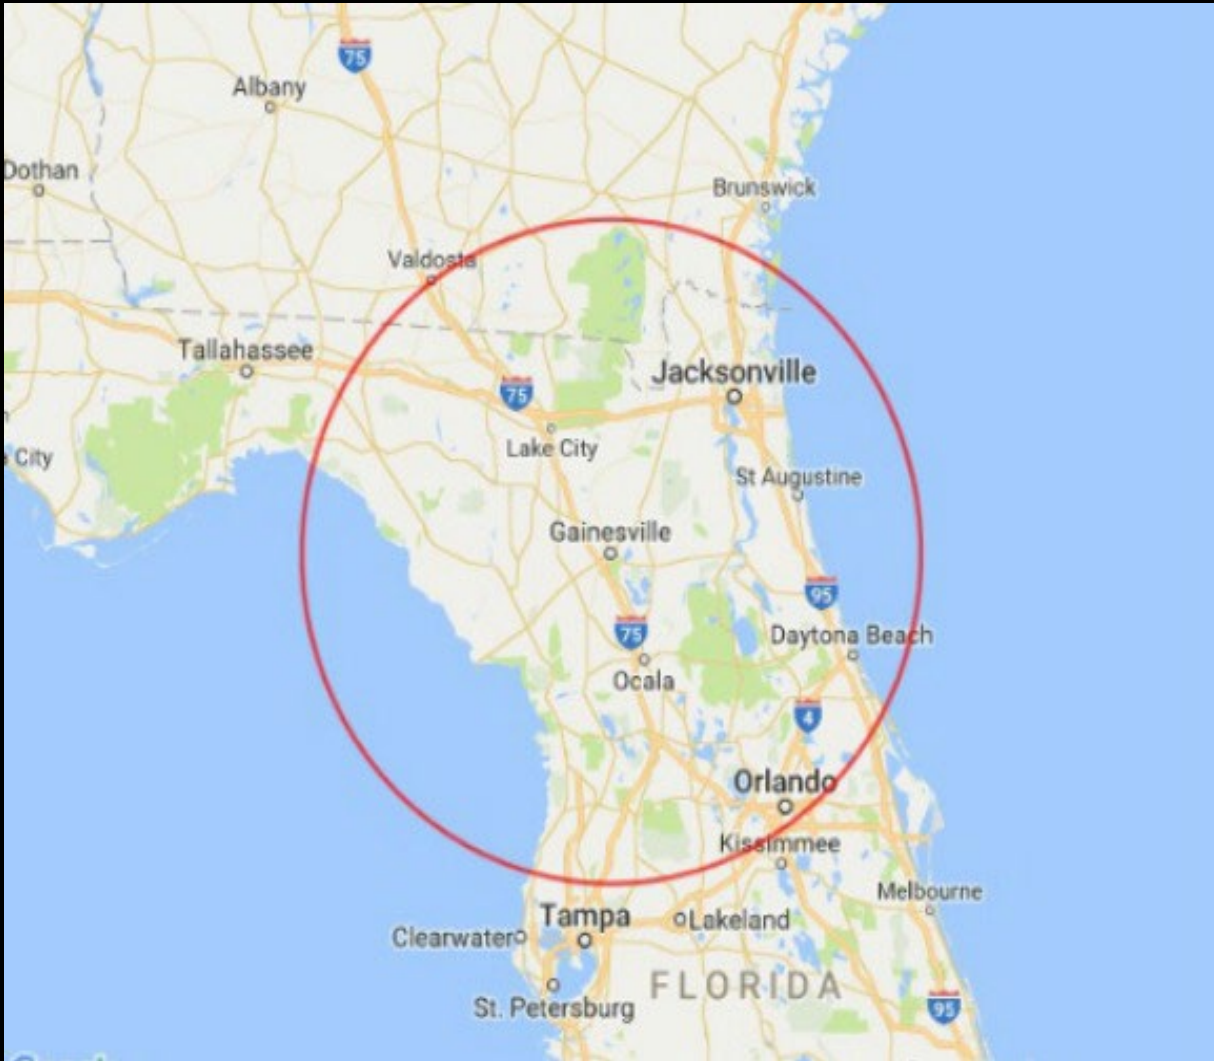 75
Albany
Dothan
Brunswick
Valdosta
Tallahassee
Jacksonville
75
Lake City
City
St Augustine
Gainesville
95
75
Daytona Beach
Ocala
4
Orlando
Kissimmee
Melbourne
Tampa
Lakeland
Clearwater
FLORIDA
St. Petersburg
95